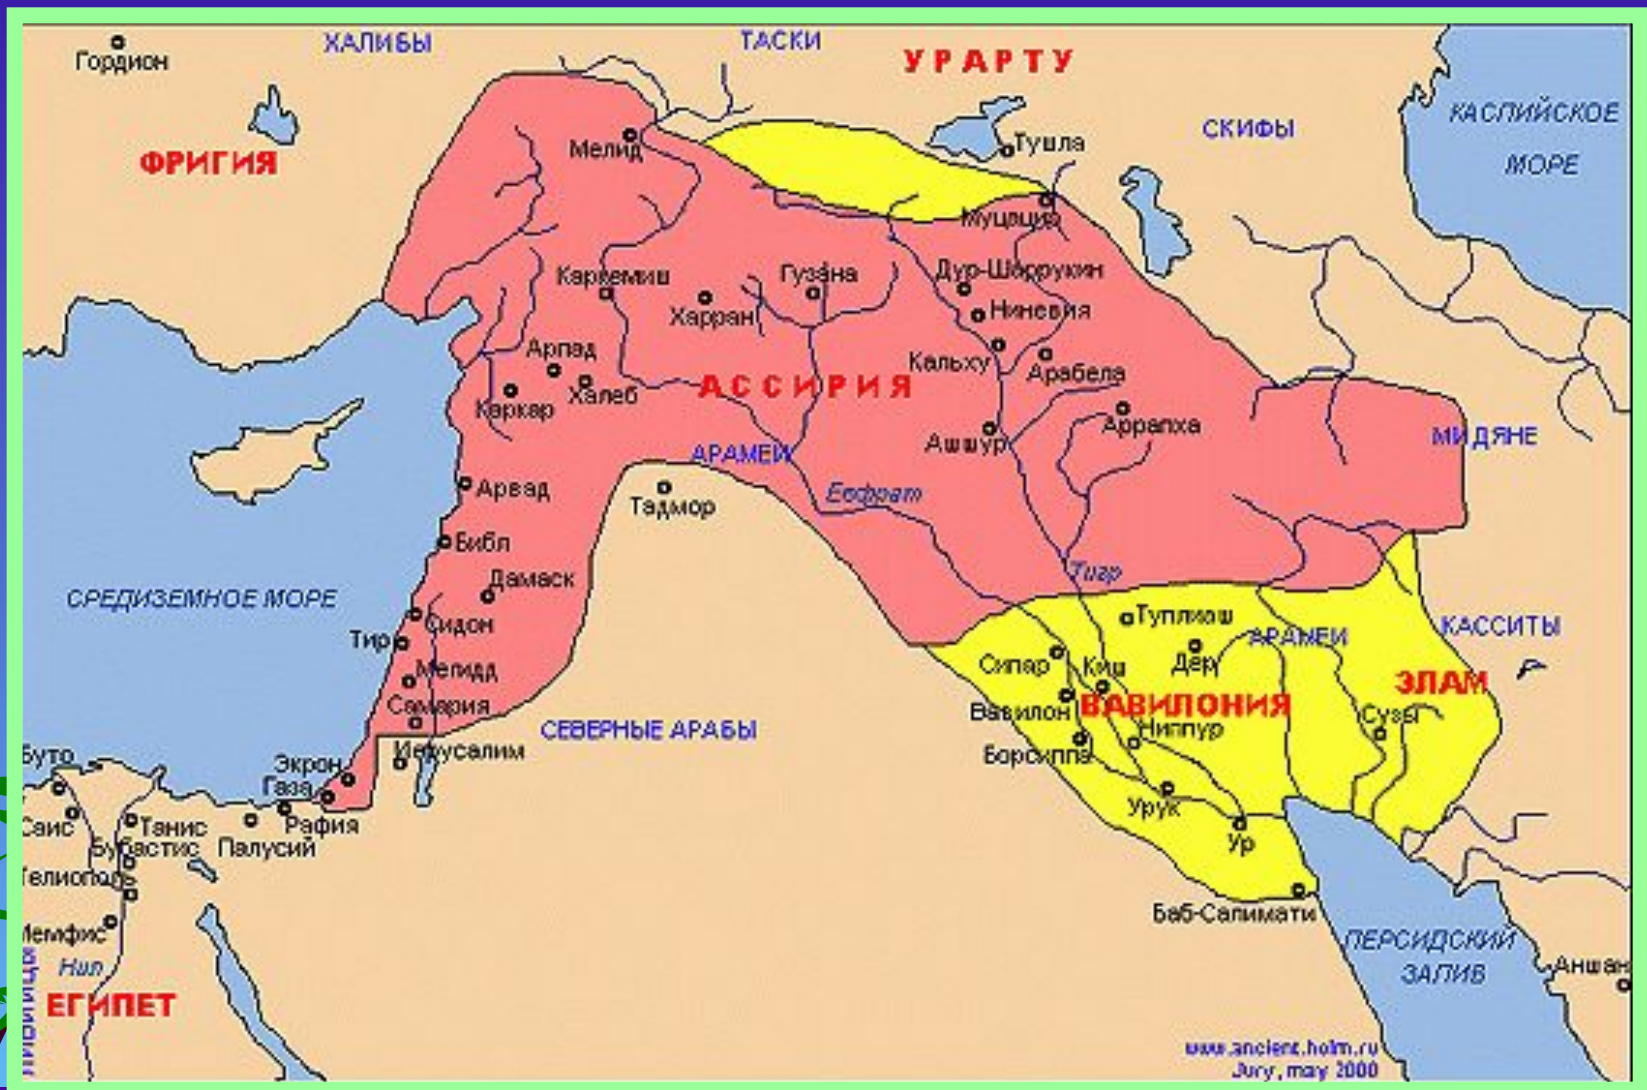 ХАЛИБЫ
ТАСКИ
Гордион
УРАРТУ
КАСПИЙСКОЕ
МОРЕ
СКИФЫ
Тушпа
Мелид
ФРИГИЯ
Муцацир
Каркемиш
Гузана
Дур-Шаррукин
Харран
Ниневия
Арпад
Кальху
Арабела
Халеб
АССИРИЯ
Каркар
Аррапха
Ашшур
МИДЯНЕ
АРАМЕИ
Арвад
Тадмор
Евфрат
Библ
Дамаск
Тигр
СРЕДИЗЕМНОЕ МОРЕ
Сидон
Туплиаш
Тир
АРАМЕИ
КАССИТЫ
Мегидд
Сипар
Киш
Дер
ЭЛАМ
Самария
Вавилон
ВАВИЛОНИЯ
Сузы
СЕВЕРНЫЕ АРАБЫ
Ниппур
Иерусалим
Борсиппа
Буто
Экрон
Газа
Урук
Саис
Танис
Рафия
Бубастис
Палусий
Ур
Гелиополь
Баб-Салимати
Мемфис
ПЕРСИДСКИЙ
ЗАЛИВ
Нил
Аншан
ЕГИПЕТ
www.ancient.holm.ru
Jury, may 2000